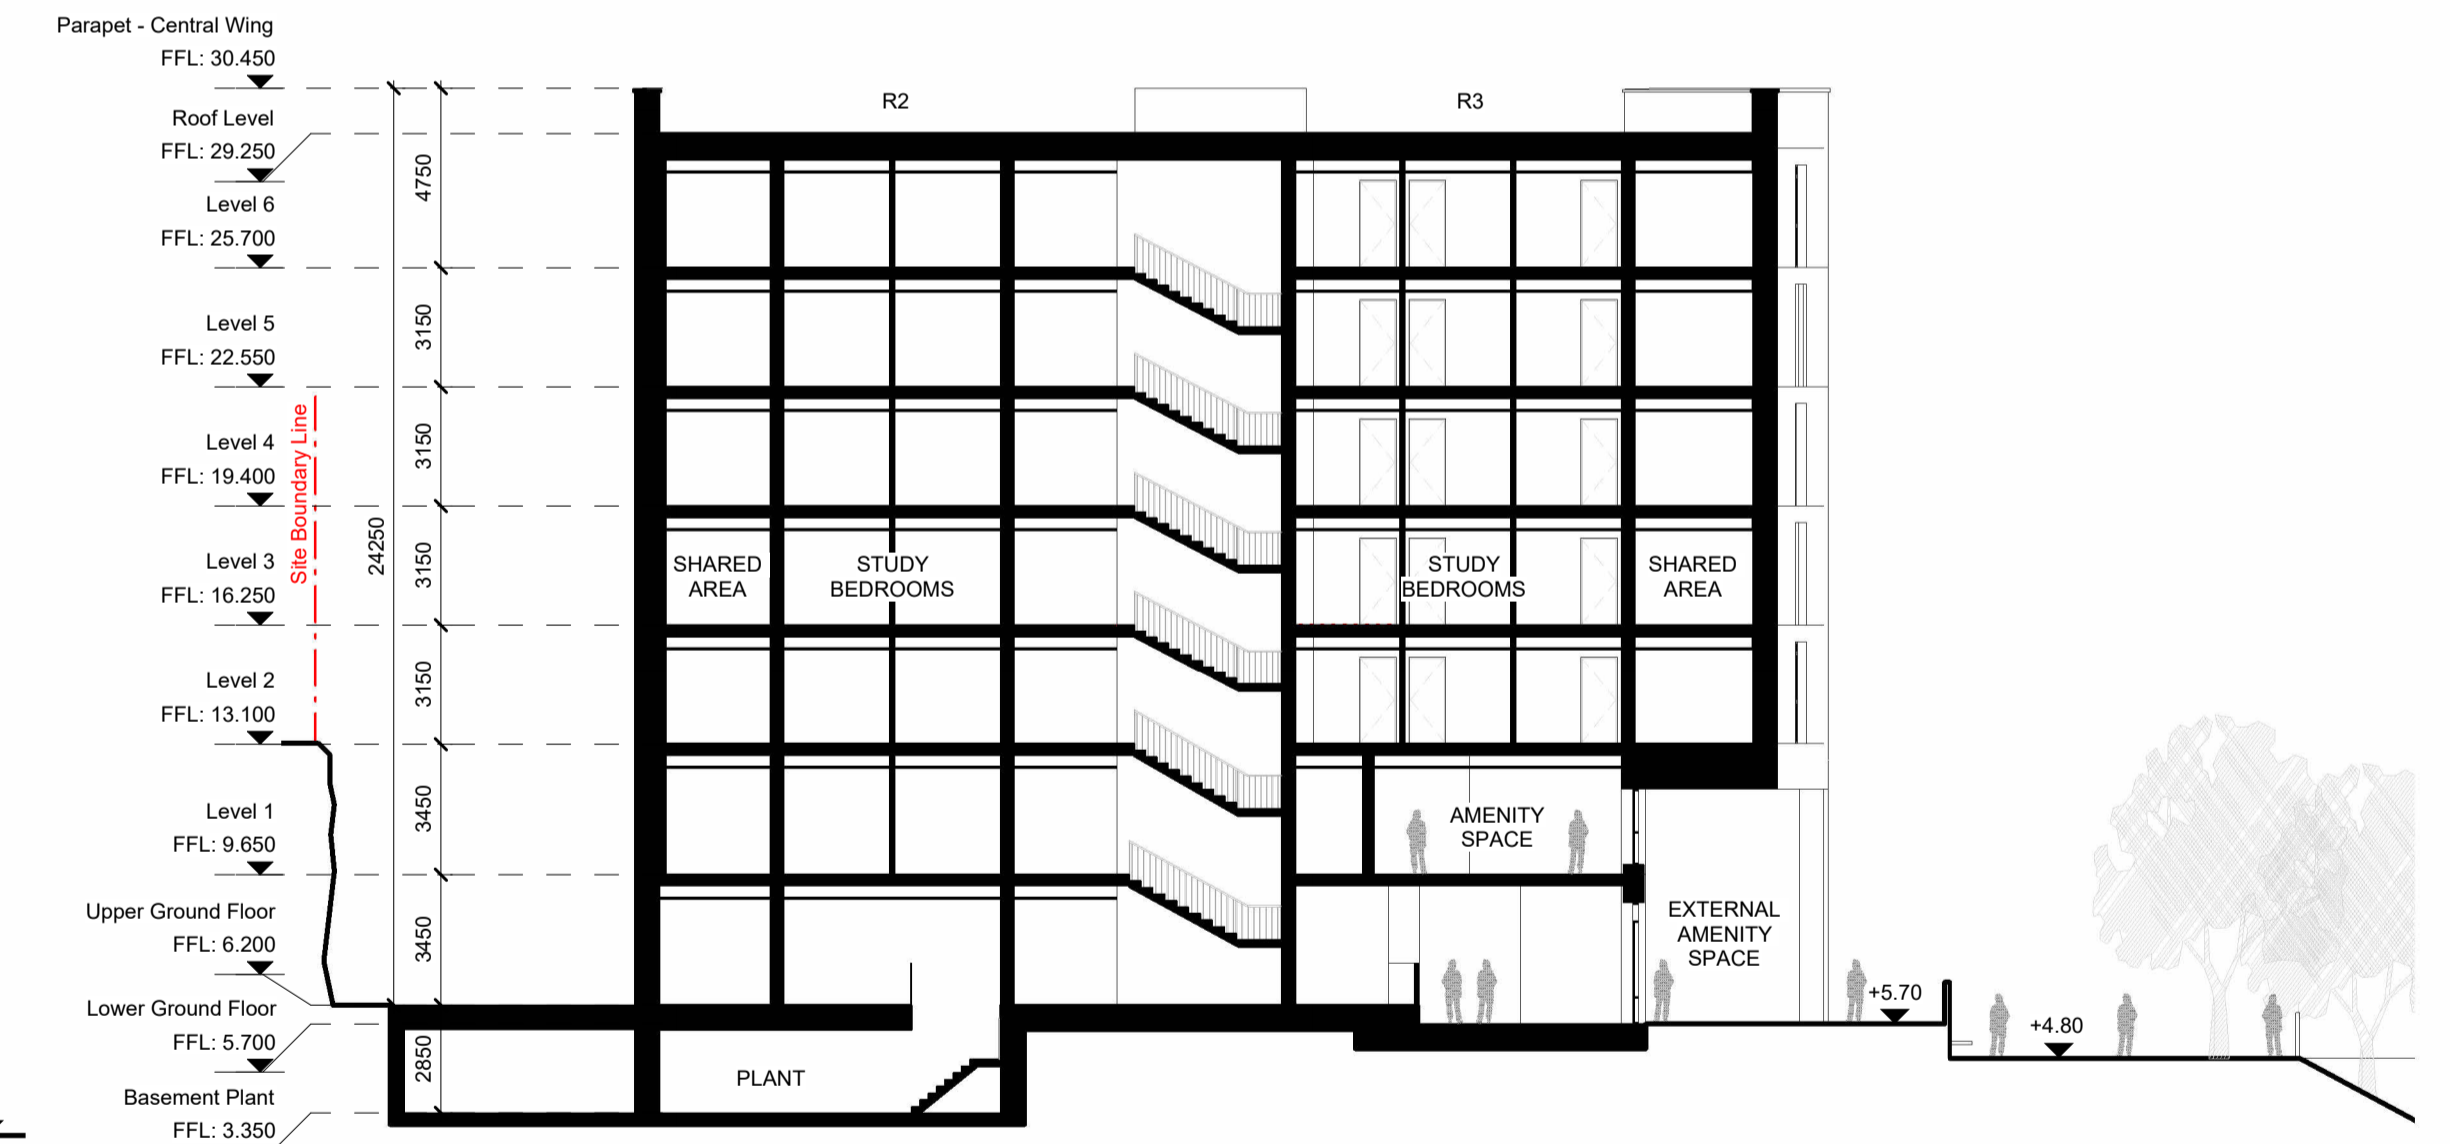 Parapet - Central Wing
FFL: 30.450
Roof Level
FFL: 29.250
Level 6
FFL: 25.700
Level 5
FFL: 22.550
Level 4
FFL: 19.400
Level 3
FFL: 16.250
Level 2
FFL: 13.100
Level 1
FFL: 9.650
Upper Ground Floor
FFL: 6.200
Lower Ground Floor
FFL: 5.700
Basement Plant
FFL: 3.350
Site Boundary Line
24250
4750
3150
3150
3150
3150
3450
3450
2850
R2
R3
SHARED
AREA
STUDY
BEDROOMS
STUDY
BEDROOMS
SHARED
AREA
AMENITY
SPACE
EXTERNAL
AMENITY
SPACE
PLANT
+5.70
+4.80